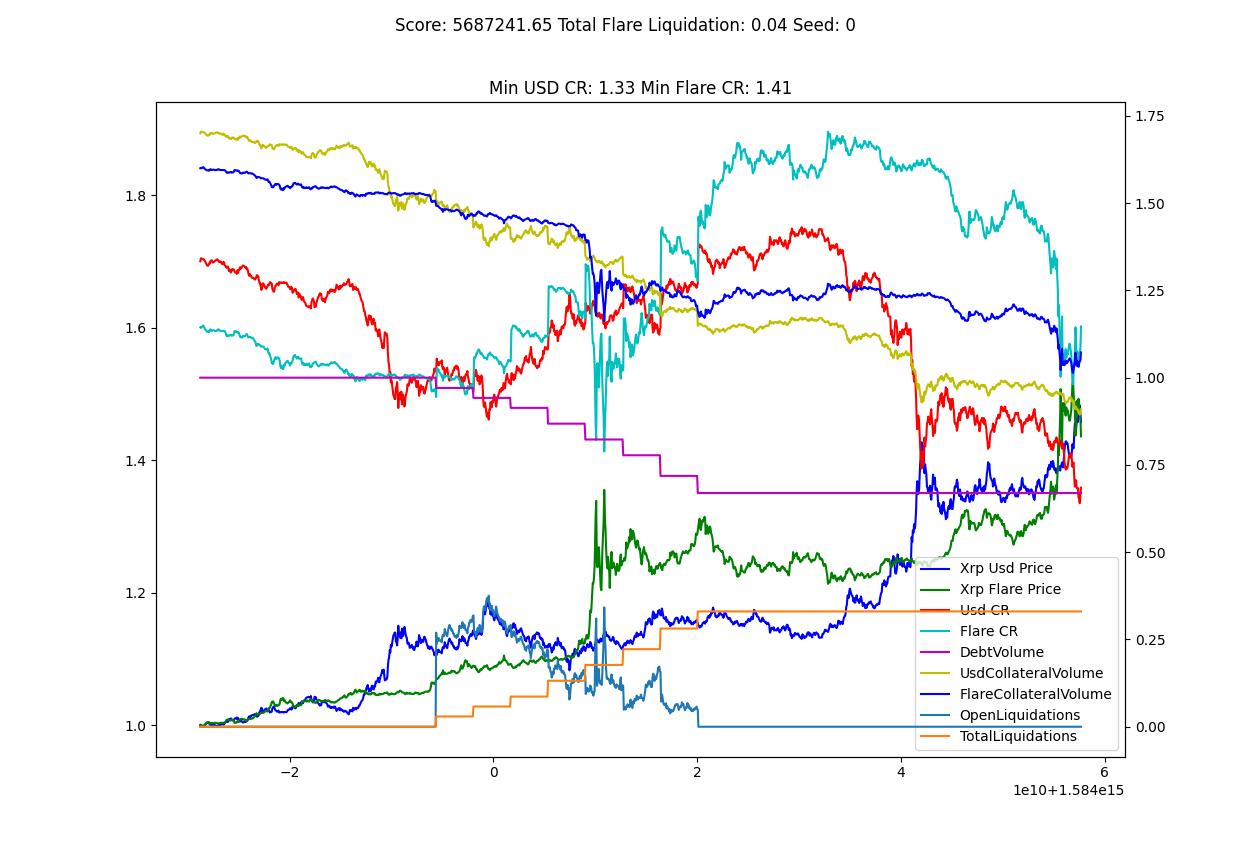 Score: 5687241.65 Total Flare Liquidation: 0.04 Seed: 0
Min USD CR: 1.33 Min Flare CR: 1.41
1.8
1.6
1.4
1.2
1.0
1.75
1.50
1.25
1.00
0.75
0.50
0.25
0.00
Xrp Usd Price
Xrp Flare Price
Usd CR
Flare CR
DebtVolume
UsdCollateralVolume
FlareCollateralVolume
OpenLiquidations
TotalLiquidations
−2 0 2 4 6
1e10+1.584e15